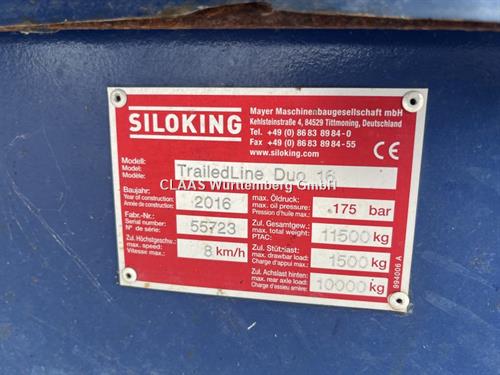 SILOKING
Mayer Maschinenbaugesellschaft mbH
Kehlsteinstraße 4, 84529 Tittmoning, Deutschland
Tel. +49 (0) 86 83 89 84-0
Fax +49 (0) 86 83 89 84-55
www.siloking.com
Modell:
Model:
Modèle:
TrailedLine Duo 16
CLAAS Württemberg GmbH
Baujahr:
Year of construction:
Année de construction:
2016
max. Öldruck:
max. oil pressure:
Pression d'huile max.:
175 bar
Fabr.-Nr.:
Serial number:
N° de série:
55723
Zul. Gesamtgew.:
max. total weight:
PTAC:
11500 kg
Zul. Höchstgeschw.:
max. speed:
Vitesse max.:
8 km/h
Zul. Stützlast:
max. drawbar load:
Charge d'appui max.:
1500 kg
Zul. Achslast hinten:
max. rear axle load:
Charge d'essieu arrière:
10000 kg
994006 A